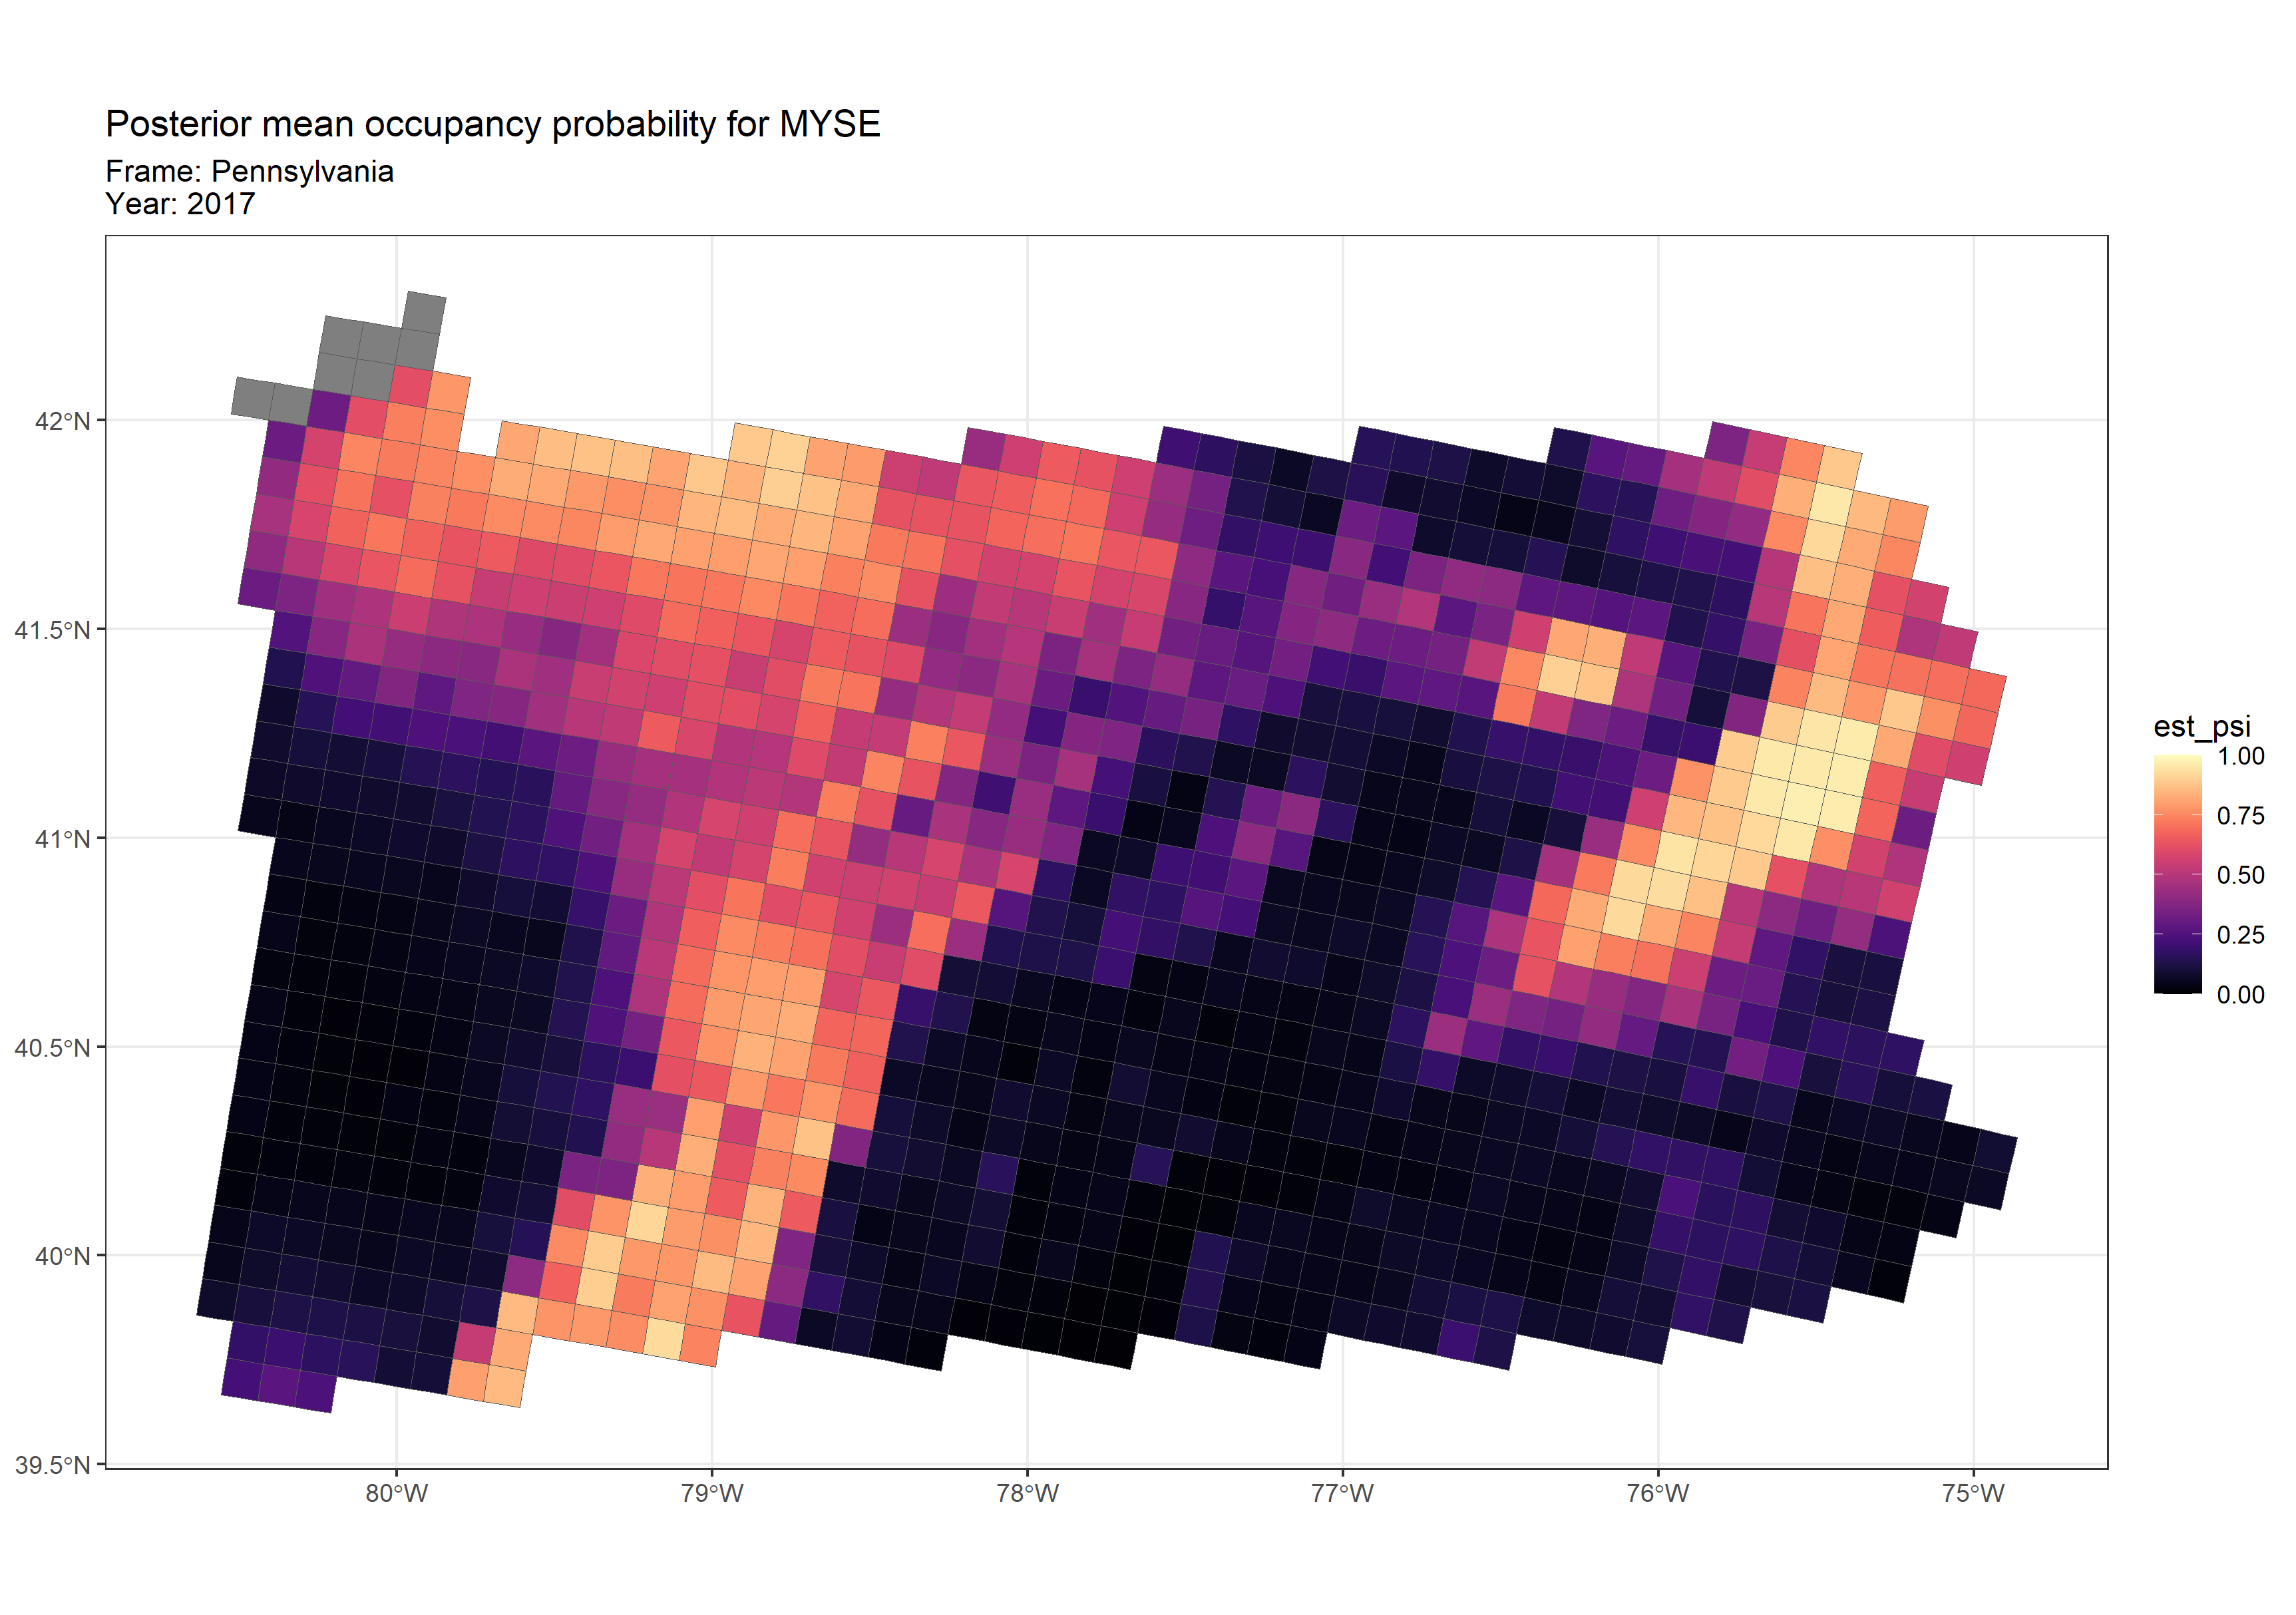 Posterior mean occupancy probability for MYSE
Frame: Pennsylvania
Year: 2017
42°N
41.5°N
41°N
40.5°N
40°N
39.5°N
80°W
79°W
78°W
77°W
76°W
75°W
est_psi
1.00
0.75
0.50
0.25
0.00